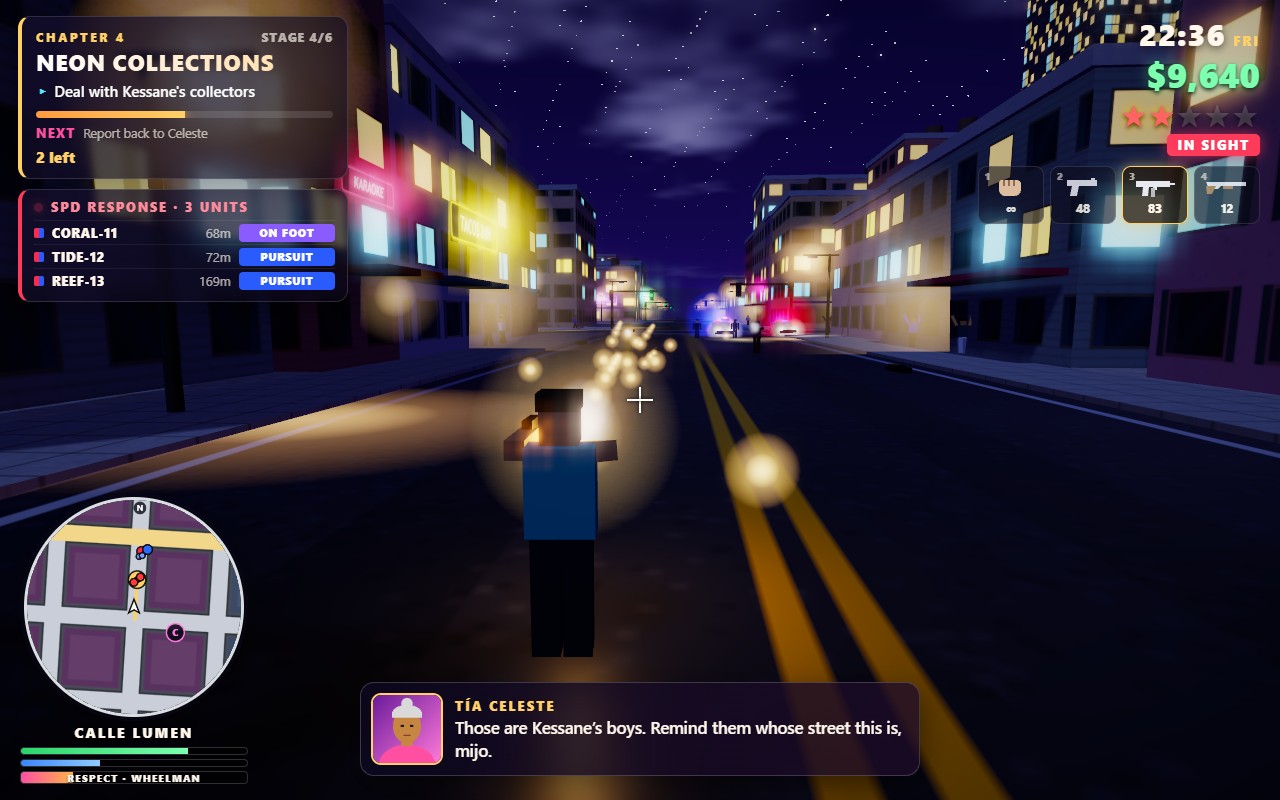 CHAPTER 4
STAGE 4/6
NEON COLLECTIONS
Deal with Kessane's collectors
NEXT Report back to Celeste
2 left
SPD RESPONSE · 3 UNITS
CORAL-11 68m ON FOOT
TIDE-12 72m PURSUIT
REEF-13 169m PURSUIT
22:36 FRI
$9,640
IN SIGHT
1 2 3 4
∞ 48 83 12
KARAOKE
N
C
CALLE LUMEN
RESPECT · WHEELMAN
TÍA CELESTE
Those are Kessane's boys. Remind them whose street this is,
mijo.